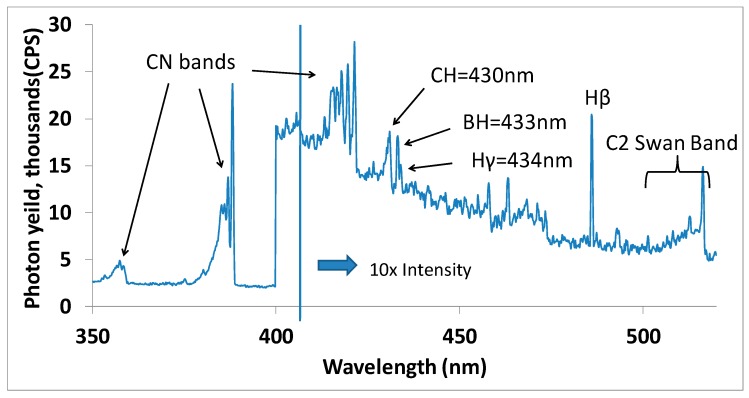 Photon yeild, thousands(CPS)
30
25
20
15
10
5
0
CN bands
CH=430nm
BH=433nm
Hγ=434nm
Hβ
C2 Swan Band
10x Intensity
350
400
450
500
Wavelength (nm)